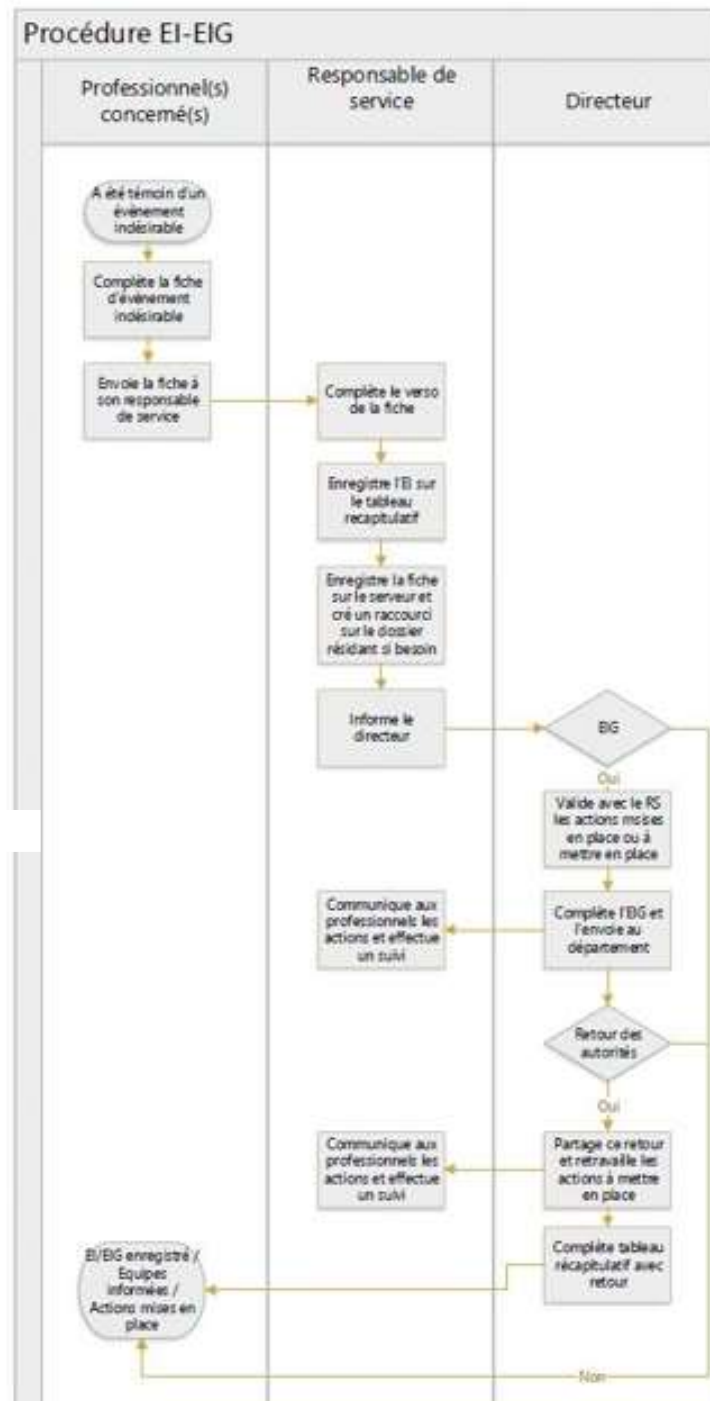 Procédure EI-EIG
Professionnel(s)
concerné(s)
Responsable de
service
Directeur
A été témoin d'un
événement
indésirable
Complète la fiche
d'événement
indésirable
Envoie la fiche à
son responsable
de service
Complète le verso
de la fiche
Enregistre l'EI sur
le tableau
recapitulatif
Enregistre la fiche
sur le serveur et
cré un raccourci
sur le dossier
résidant si besoin
Informe le
directeur
EIG
Oui
Valide avec le RS
les actions msises
en place ou à
mettre en place
Communique aux
professionnels les
actions et effectue
un suivi
Complète l'EIG et
l'envoie au
département
Retour des
autorités
Oui
Communique aux
professionnels les
actions et effectue
un suivi
Partage ce retour
et retravaille les
actions à mettre
en place
EI/EIG enregistré /
Equipes
informées /
Actions mises en
place
Complète tableau
récapitulatif avec
retour
Non